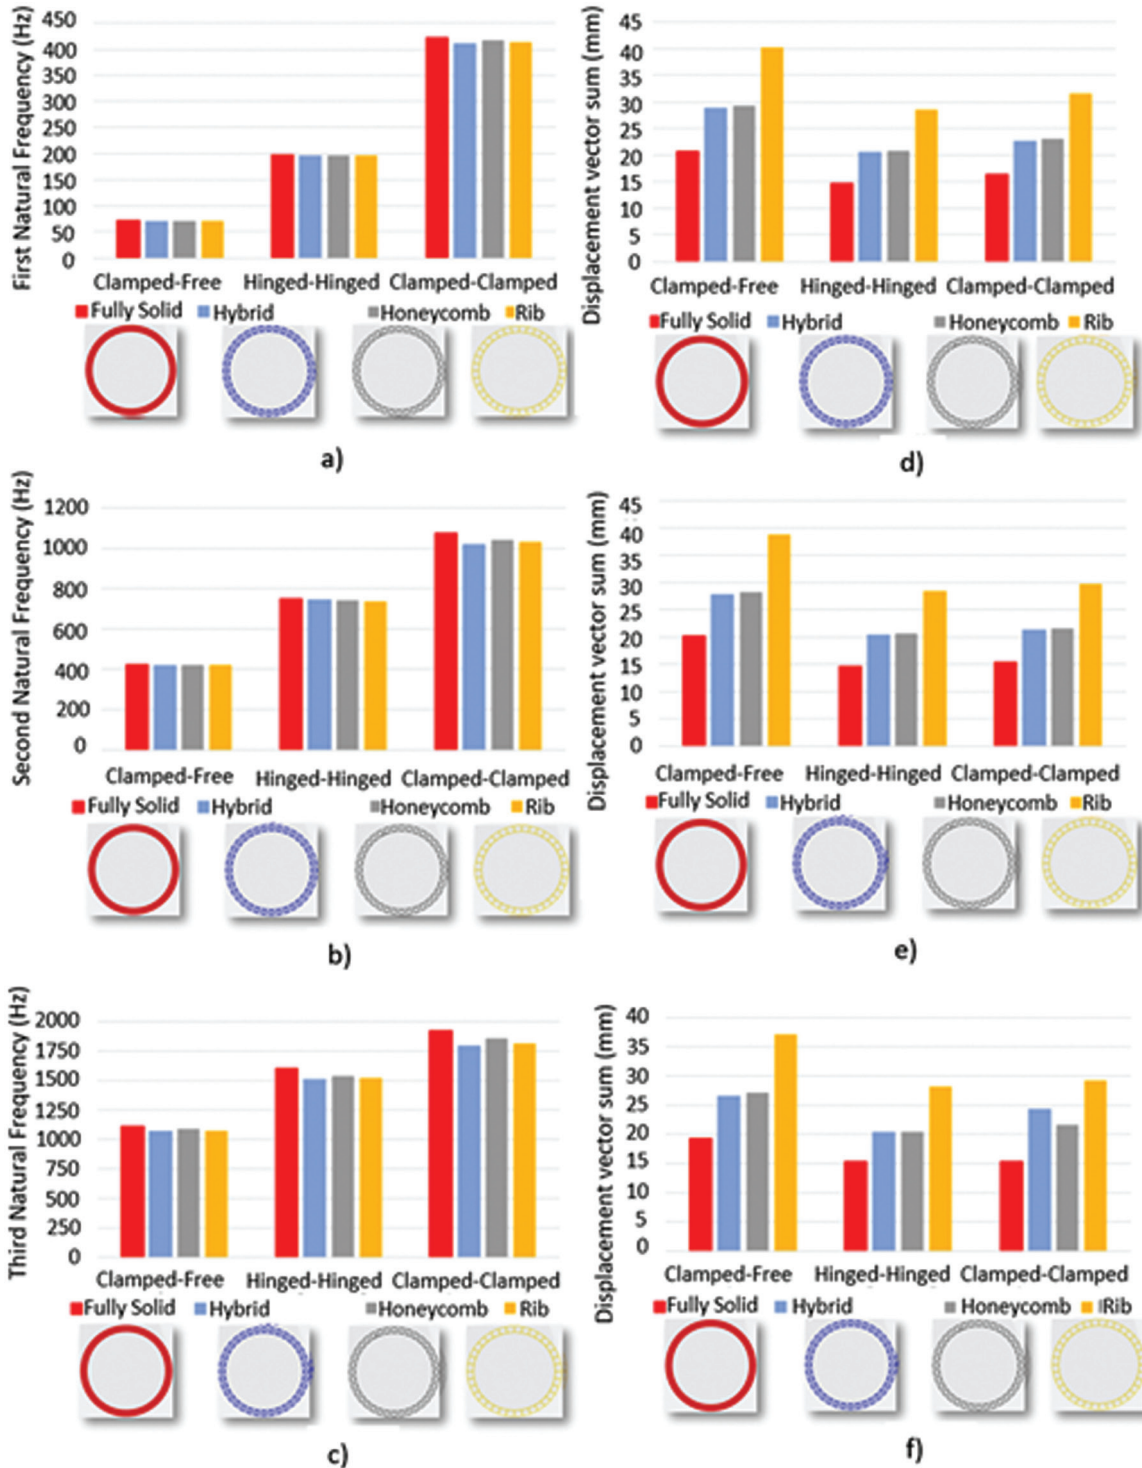 First Natural Frequency (Hz)
450
400
350
300
250
200
150
100
50
0
Clamped-Free Hinged-Hinged Clamped-Clamped
Fully Solid Hybrid Honeycomb Rib
a)
Displacement vector sum (mm)
45
40
35
30
25
20
15
10
5
0
Clamped-Free Hinged-Hinged Clamped-Clamped
Fully Solid Hybrid Honeycomb Rib
d)
Second Natural Frequency (Hz)
1200
1000
800
600
400
200
0
Clamped-Free Hinged-Hinged Clamped-Clamped
Fully Solid Hybrid Honeycomb Rib
b)
Displacement vector sum (mm)
45
40
35
30
25
20
15
10
5
0
Clamped-Free Hinged-Hinged Clamped-Clamped
Fully Solid Hybrid Honeycomb Rib
e)
Third Natural Frequency (Hz)
2000
1750
1500
1250
1000
750
500
250
0
Clamped-Free Hinged-Hinged Clamped-Clamped
Fully Solid Hybrid Honeycomb Rib
c)
Displacement vector sum (mm)
40
35
30
25
20
15
10
5
0
Clamped-Free Hinged-Hinged Clamped-Clamped
Fully Solid Hybrid Honeycomb Rib
f)